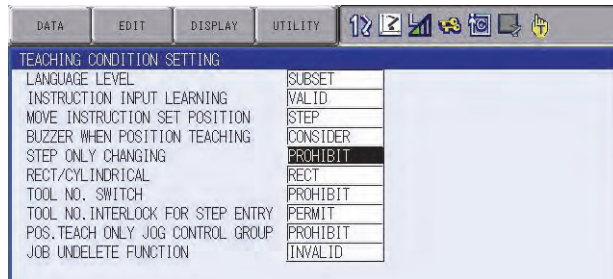 DATA EDIT DISPLAY UTILITY
TEACHING CONDITION SETTING
LANGUAGE LEVEL SUBSET
INSTRUCTION INPUT LEARNING VALID
MOVE INSTRUCTION SET POSITION STEP
BUZZER WHEN POSITION TEACHING CONSIDER
STEP ONLY CHANGING PROHIBIT
RECT/CYLINDRICAL RECT
TOOL NO. SWITCH PROHIBIT
TOOL NO.INTERLOCK FOR STEP ENTRY PERMIT
POS.TEACH ONLY JOG CONTROL GROUP PROHIBIT
JOB UNDELETE FUNCTION INVALID